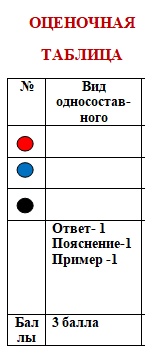 ОЦЕНОЧНАЯ
ТАБЛИЦА
№
Вид
односостав-
ного
Ответ- 1
Пояснение-1
Пример -1
Бал
лы
3 балла